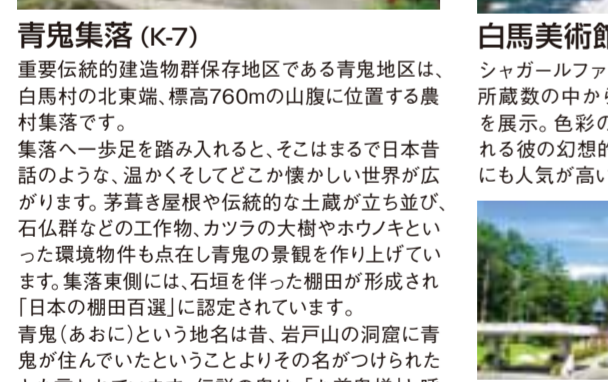 青鬼集落 (K-7)
重要伝統的建造物群保存地区である青鬼地区は、
白馬村の北東端、標高760mの山腹に位置する農
村集落です。
集落へ一歩足を踏み入れると、そこはまるで日本昔
話のような、温かくそしてどこか懐かしい世界が広
がります。茅葺き屋根や伝統的な土蔵が立ち並び、
石仏群などの工作物、カツラの大樹やホウノキとい
った環境物件も点在し青鬼の景観を作り上げてい
ます。集落東側には、石垣を伴った棚田が形成され
「日本の棚田百選」に認定されています。
青鬼(あおに)という地名は昔、岩戸山の洞窟に青
鬼が住んでいたということよりその名がつけられた
白馬美術館
シャガールファ
所蔵数の中から
を展示。色彩の
れる彼の幻想的
にも人気が高い